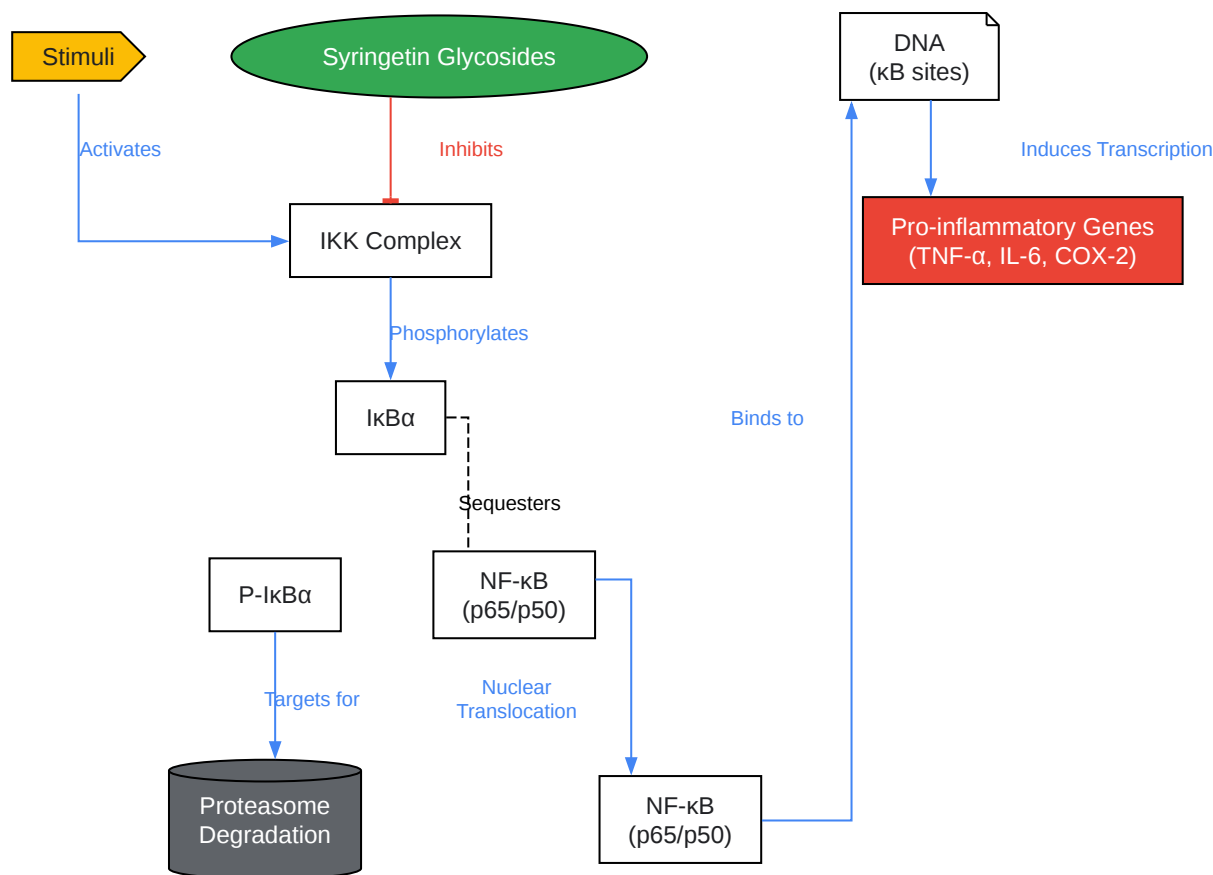 Stimuli
Syringetin Glycosides
DNA
(κB sites)
Activates
Inhibits
Induces Transcription
Pro-inflammatory Genes
(TNF-α, IL-6, COX-2)
IKK Complex
Phosphorylates
IκBα
Binds to
Sequesters
P-IκBα
NF-κB
(p65/p50)
Targets for
Nuclear
Translocation
Proteasome
Degradation
NF-κB
(p65/p50)